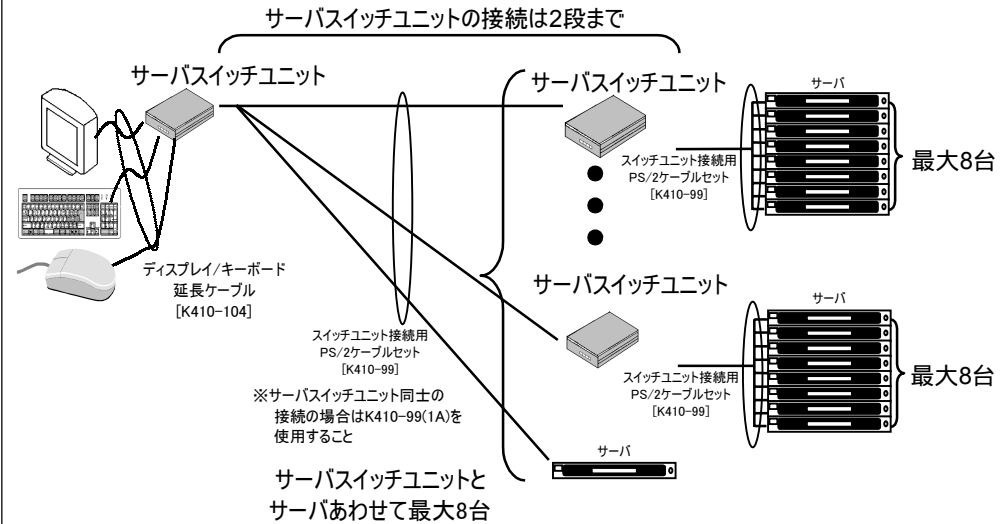 サーバスイッチユニットの接続は2段まで
サーバスイッチユニット
サーバスイッチユニット
サーバ
最大8台
スイッチユニット接続用
PS/2ケーブルセット
[K410-99]
ディスプレイ/キーボード
延長ケーブル
[K410-104]
サーバスイッチユニット
サーバ
最大8台
スイッチユニット接続用
PS/2ケーブルセット
[K410-99]
スイッチユニット接続用
PS/2ケーブルセット
[K410-99]
※サーバスイッチユニット同士の
接続の場合はK410-99(1A)を
使用すること
サーバ
サーバスイッチユニットと
サーバあわせて最大8台